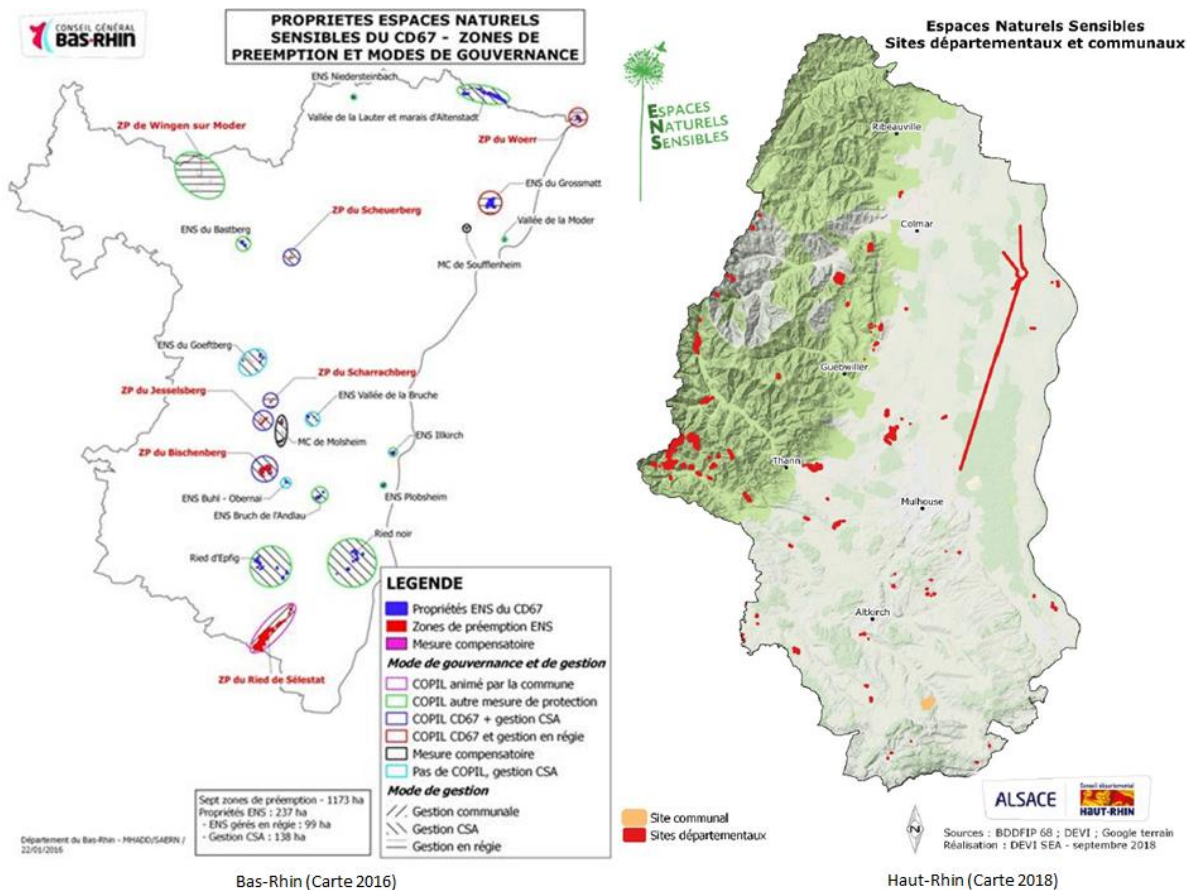 CONSEIL GÉNÉRAL
BAS-RHIN
PROPRIETES ESPACES NATURELS
SENSIBLES DU CD67 - ZONES DE
PREEMPTION ET MODES DE GOUVERNANCE
ENS Niedersteinbach
Vallée de la Lauter et marais d'Altenstadt
ZP de Wingen sur Moder
ZP du Woerr
ENS du Grossmatt
ZP du Scheuerberg
Vallée de la Moder
ENS du Bastberg
MC de Soufflenheim
ENS du Goeftberg
ZP du Scharrachberg
ZP du Jesselsberg
ENS Vallée de la Bruche
MC de Molsheim
ENS Illkirch
ZP du Bischenberg
ENS Buhl - Obernai
ENS Plobsheim
ENS Bruch de l'Andlau
Ried noir
Ried d'Epfig
ZP du Ried de Sélestat
LEGENDE
Propriétés ENS du CD67
Zones de préemption ENS
Mesure compensatoire
Mode de gouvernance et de gestion
COPIL animé par la commune
COPIL autre mesure de protection
COPIL CD67 + gestion CSA
COPIL CD67 et gestion en régie
Mesure compensatoire
Pas de COPIL, gestion CSA
Mode de gestion
Gestion communale
Gestion CSA
Gestion en régie
Sept zones de préemption - 1173 ha
Propriétés ENS : 237 ha
- ENS gérés en régie : 99 ha
- Gestion CSA : 138 ha
Département du Bas-Rhin - MHADD/SAERN /
22/01/2016
Bas-Rhin (Carte 2016)
Espaces Naturels Sensibles
Sites départementaux et communaux
ESPACES
NATURELS
SENSIBLES
Ribeauville
Colmar
Guebwiller
Thann
Mulhouse
Altkirch
Site communal
Sites départementaux
N
ALSACE
Conseil départemental
HAUT-RHIN
Sources : BDDFIP 68 ; DEVI ; Google terrain
Réalisation : DEVI SEA - septembre 2018
Haut-Rhin (Carte 2018)